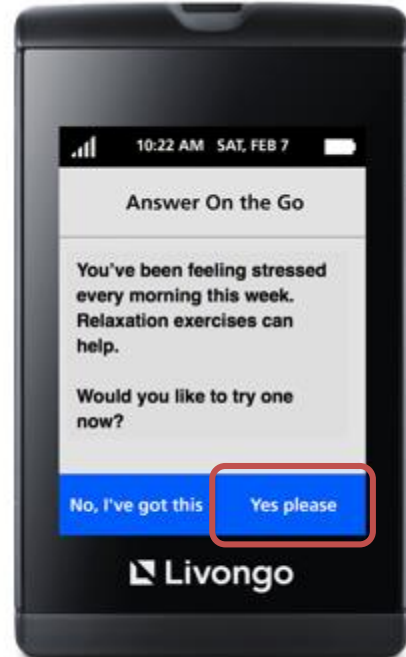 10:22 AM SAT, FEB 7
Answer On the Go
You've been feeling stressed
every morning this week.
Relaxation exercises can
help.
Would you like to try one
now?
No, I've got this Yes please
Livongo